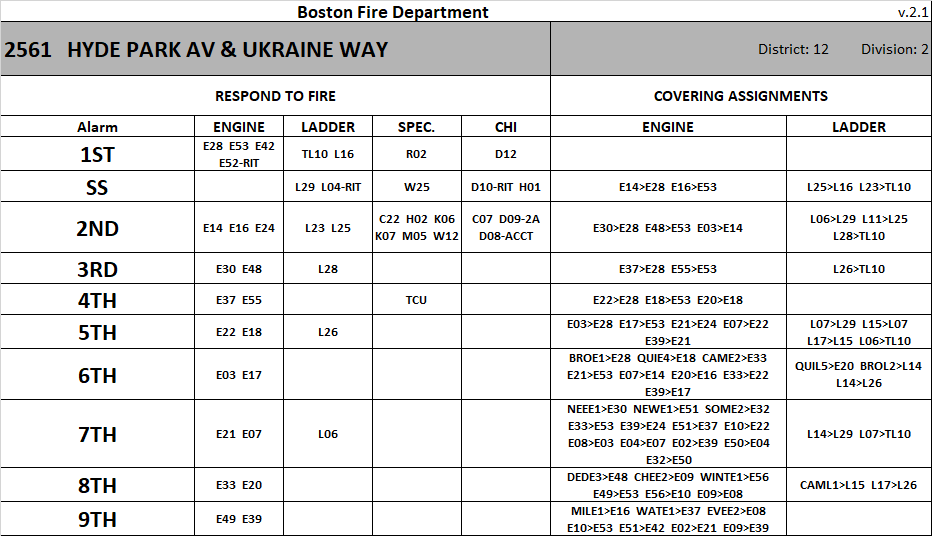 Boston Fire Department v.2.1
2561 HYDE PARK AV & UKRAINE WAY District: 12 Division: 2
RESPOND TO FIRE COVERING ASSIGNMENTS
Alarm ENGINE LADDER SPEC. CHI ENGINE LADDER
1ST
E28 E53 E42
E52-RIT
TL10 L16
R02
D12
SS
L29 L04-RIT
W25
D10-RIT H01
E14>E28 E16>E53
L25>L16 L23>TL10
2ND
E14 E16 E24
L23 L25
C22 H02 K06
K07 M05 W12
C07 D09-2A
D08-ACCT
E30>E28 E48>E53 E03>E14
L06>L29 L11>L25
L28>TL10
3RD
E30 E48
L28
E37>E28 E55>E53
L26>TL10
4TH
E37 E55
TCU
E22>E28 E18>E53 E20>E18
5TH
E22 E18
L26
E03>E28 E17>E53 E21>E24 E07>E22
E39>E21
L07>L29 L15>L07
L17>L15 L06>TL10
6TH
E03 E17
BROE1>E28 QUIE4>E18 CAME2>E33
E21>E53 E07>E14 E20>E16 E33>E22
E39>E17
QUIL5>E20 BROL2>L14
L14>L26
7TH
E21 E07
L06
NEEE1>E30 NEWE1>E51 SOME2>E32
E33>E53 E39>E24 E51>E37 E10>E22
E08>E03 E04>E07 E02>E39 E50>E04
E32>E50
L14>L29 L07>TL10
8TH
E33 E20
DEDE3>E48 CHEE2>E09 WINTE1>E56
E49>E53 E56>E10 E09>E08
CAML1>L15 L17>L26
9TH
E49 E39
MILE1>E16 WATE1>E37 EVEE2>E08
E10>E53 E51>E42 E02>E21 E09>E39